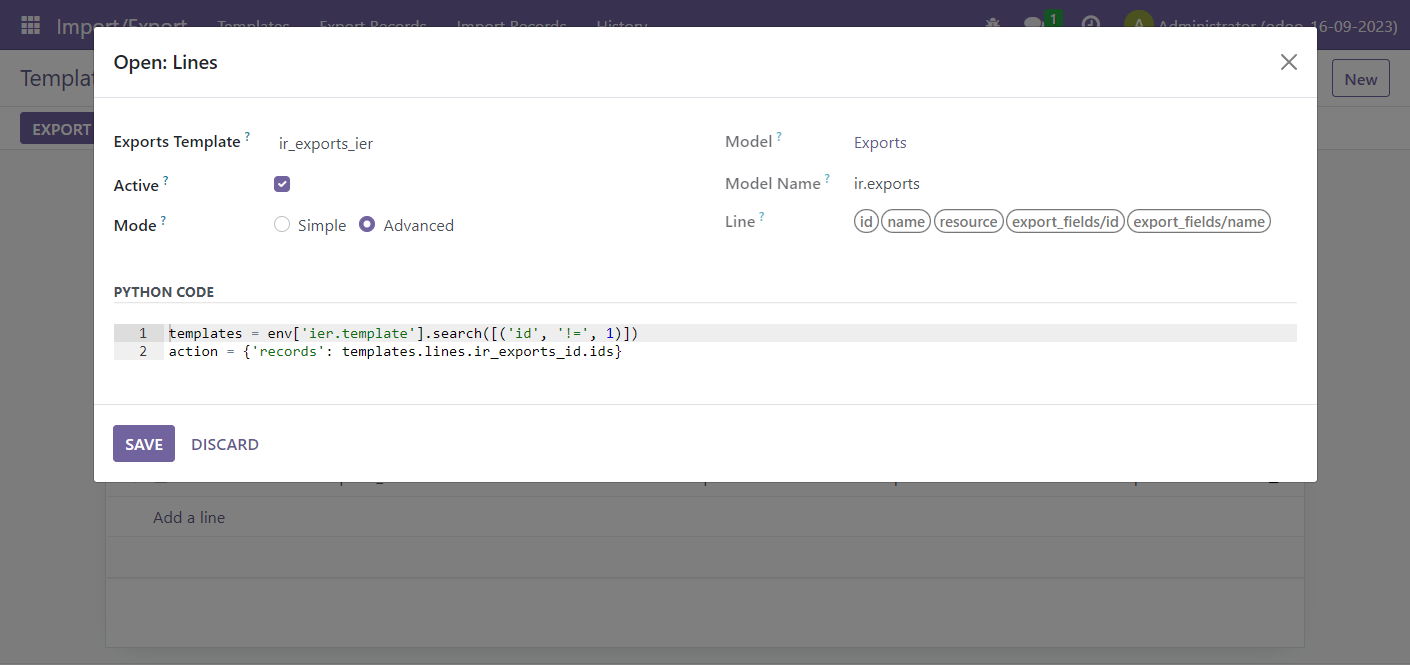 Import/Export Templates Export Records Import Records History 1 A Administrator (odoo-16-09-2023)
Templat
New
EXPORT
Open: Lines
Exports Template ? ir_exports_ier
Active ?
Mode ? Simple Advanced
Model ? Exports
Model Name ? ir.exports
Line ? id name resource export_fields/id export_fields/name
PYTHON CODE
1 templates = env['ier.template'].search([('id', '!=', 1)])
2 action = {'records': templates.lines.ir_exports_id.ids}
SAVE DISCARD
Add a line